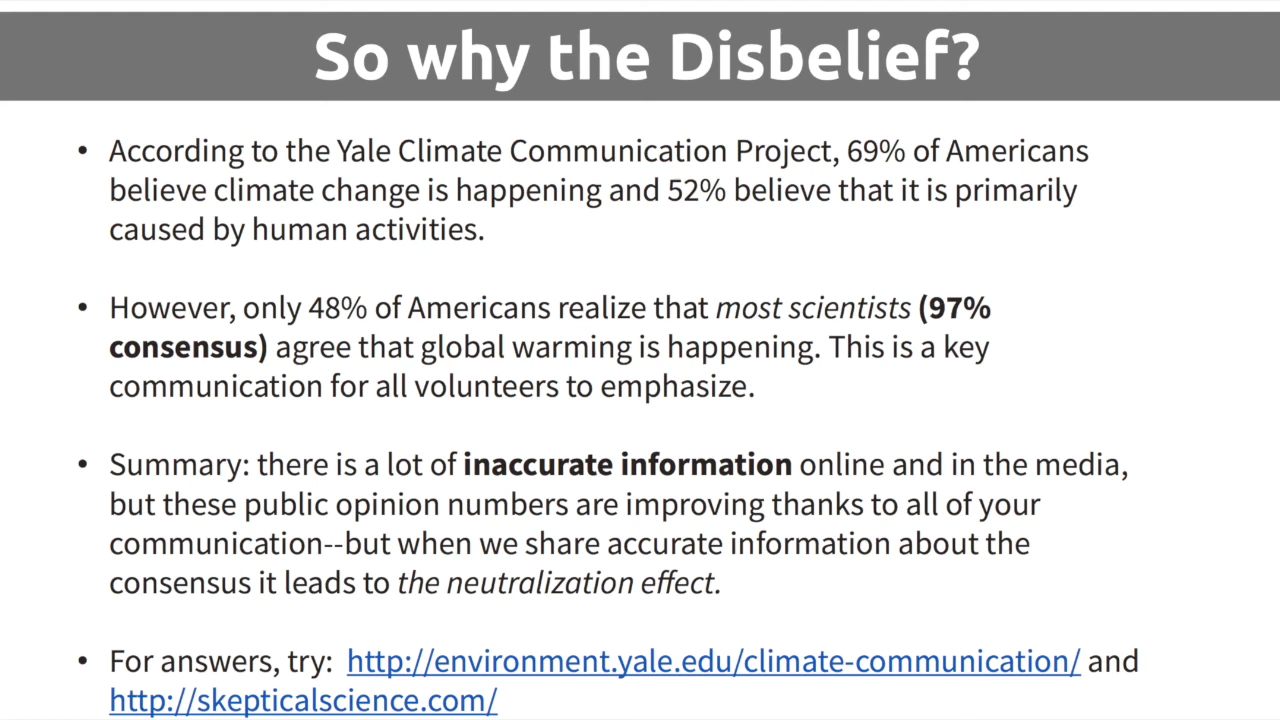 So why the Disbelief?
• According to the Yale Climate Communication Project, 69% of Americans
believe climate change is happening and 52% believe that it is primarily
caused by human activities.
• However, only 48% of Americans realize that most scientists (97%
consensus) agree that global warming is happening. This is a key
communication for all volunteers to emphasize.
• Summary: there is a lot of inaccurate information online and in the media,
but these public opinion numbers are improving thanks to all of your
communication--but when we share accurate information about the
consensus it leads to the neutralization effect.
• For answers, try: http://environment.yale.edu/climate-communication/ and
http://skepticalscience.com/